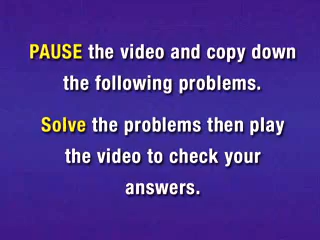 PAUSE the video and copy down
the following problems.
Solve the problems then play
the video to check your
answers.